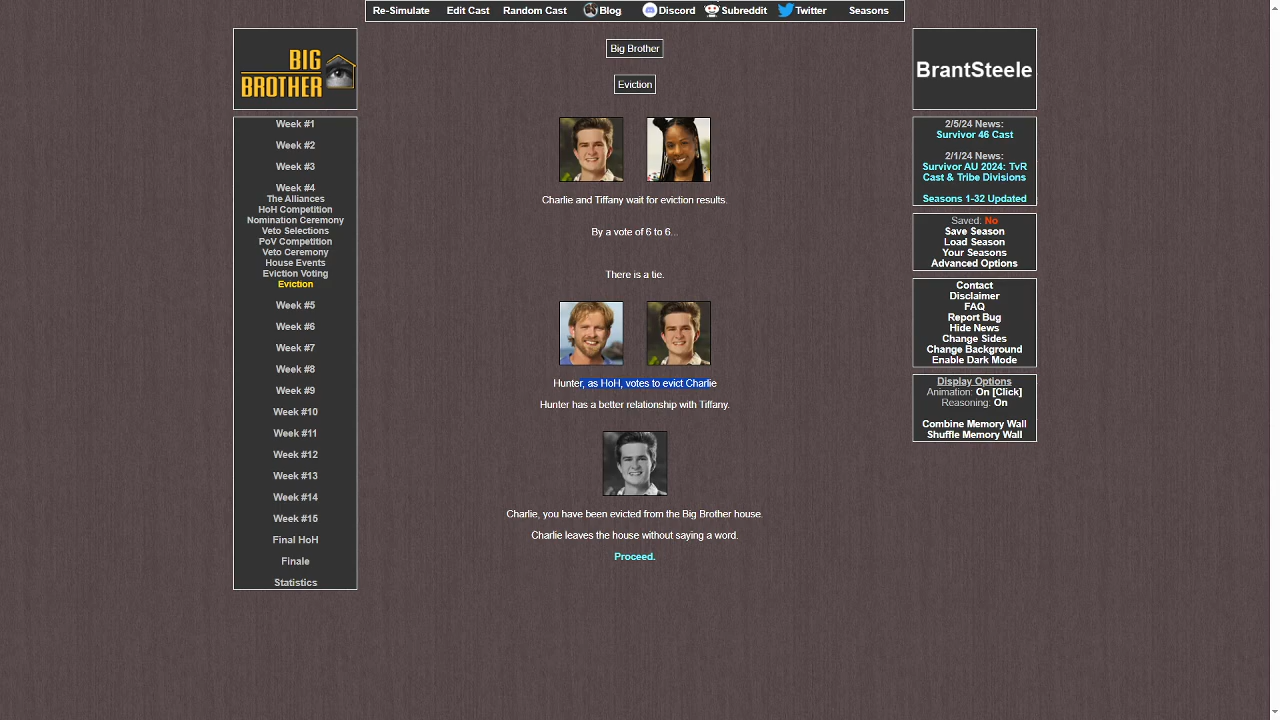 Re-Simulate Edit Cast Random Cast Blog Discord Subreddit Twitter Seasons
BIG
BROTHER
Week #1
Week #2
Week #3
Week #4
The Alliances
HoH Competition
Nomination Ceremony
Veto Selections
PoV Competition
Veto Ceremony
House Events
Eviction Voting
Eviction
Week #5
Week #6
Week #7
Week #8
Week #9
Week #10
Week #11
Week #12
Week #13
Week #14
Week #15
Final HoH
Finale
Statistics
Big Brother
Eviction
Charlie and Tiffany wait for eviction results.
By a vote of 6 to 6...
There is a tie.
Hunter, as HoH, votes to evict Charlie
Hunter has a better relationship with Tiffany.
Charlie, you have been evicted from the Big Brother house.
Charlie leaves the house without saying a word.
Proceed.
BrantSteele
2/5/24 News:
Survivor 46 Cast
2/1/24 News:
Survivor AU 2024: TvR
Cast & Tribe Divisions
Seasons 1-32 Updated
Saved: No
Save Season
Load Season
Your Seasons
Advanced Options
Contact
Disclaimer
FAQ
Report Bug
Hide News
Change Sides
Change Background
Enable Dark Mode
Display Options
Animation: On [Click]
Reasoning: On
Combine Memory Wall
Shuffle Memory Wall